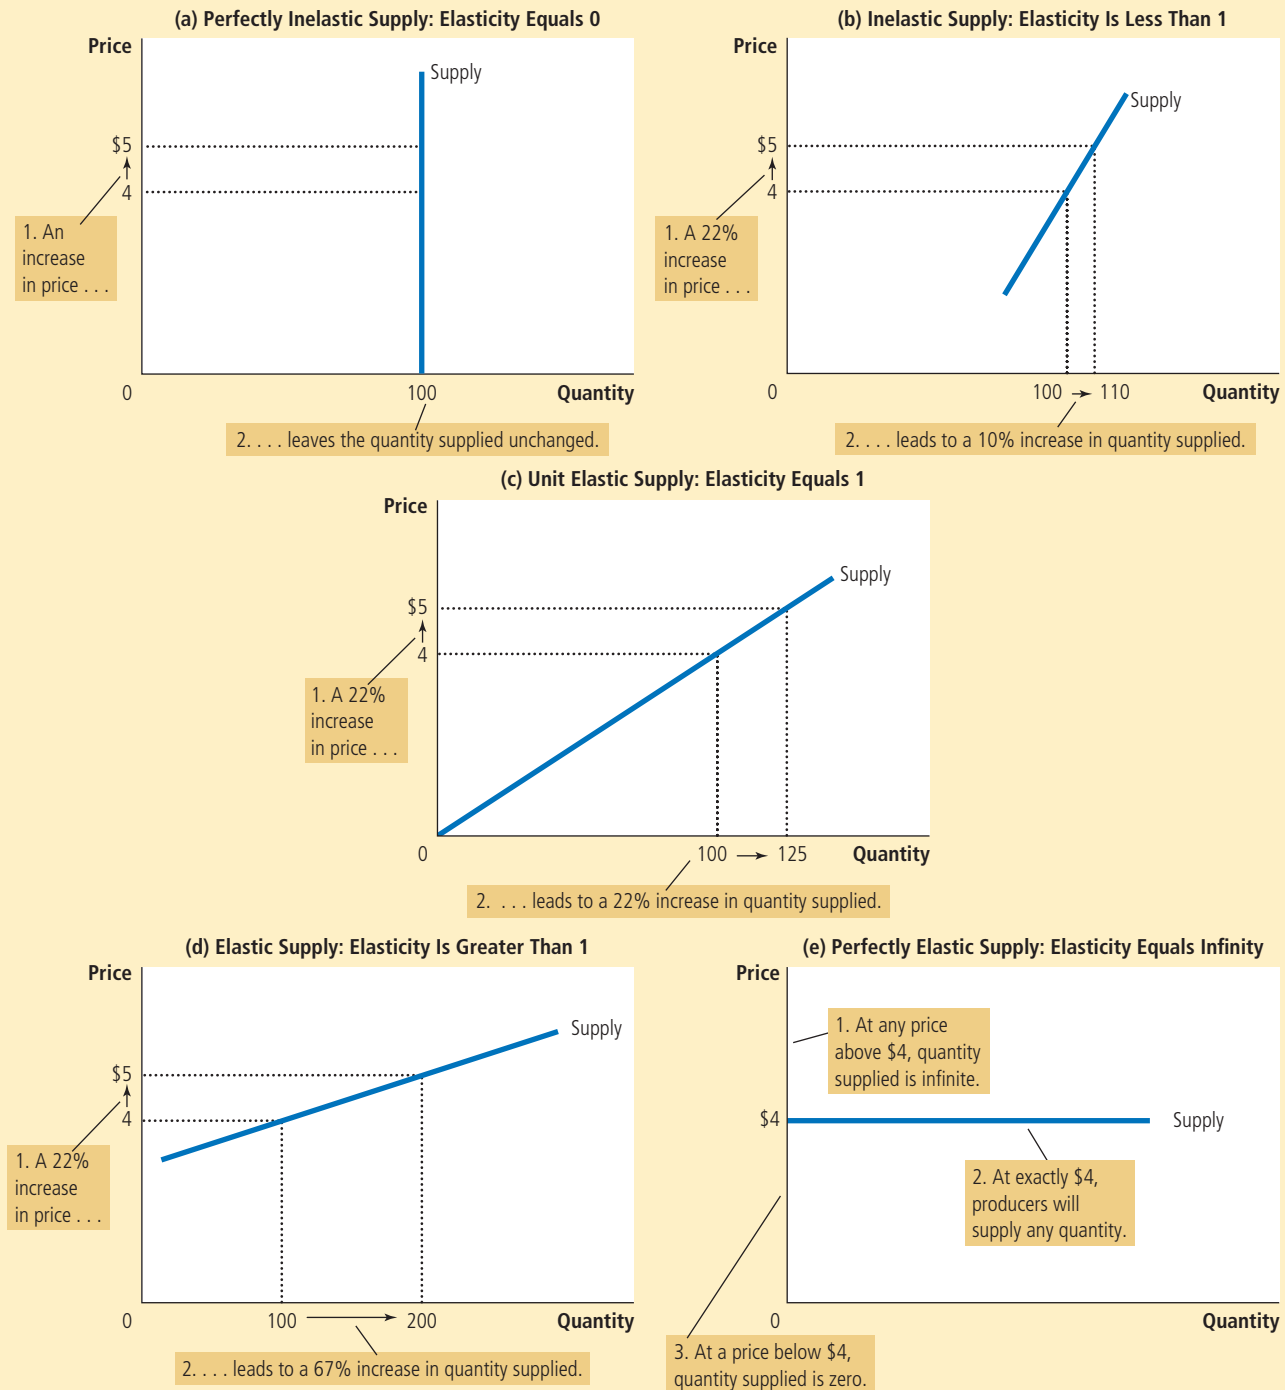 (a) Perfectly Inelastic Supply: Elasticity Equals 0
Price
Supply
$5
4
1. An
increase
in price . . .
0
100
Quantity
2. . . . leaves the quantity supplied unchanged.
(b) Inelastic Supply: Elasticity Is Less Than 1
Price
Supply
$5
4
1. A 22%
increase
in price . . .
0
100
110
Quantity
2. . . . leads to a 10% increase in quantity supplied.
(c) Unit Elastic Supply: Elasticity Equals 1
Price
Supply
$5
4
1. A 22%
increase
in price . . .
0
100
125
Quantity
2. . . . leads to a 22% increase in quantity supplied.
(d) Elastic Supply: Elasticity Is Greater Than 1
Price
Supply
$5
4
1. A 22%
increase
in price . . .
0
100
200
Quantity
2. . . . leads to a 67% increase in quantity supplied.
(e) Perfectly Elastic Supply: Elasticity Equals Infinity
Price
1. At any price
above $4, quantity
supplied is infinite.
$4
Supply
2. At exactly $4,
producers will
supply any quantity.
0
Quantity
3. At a price below $4,
quantity supplied is zero.